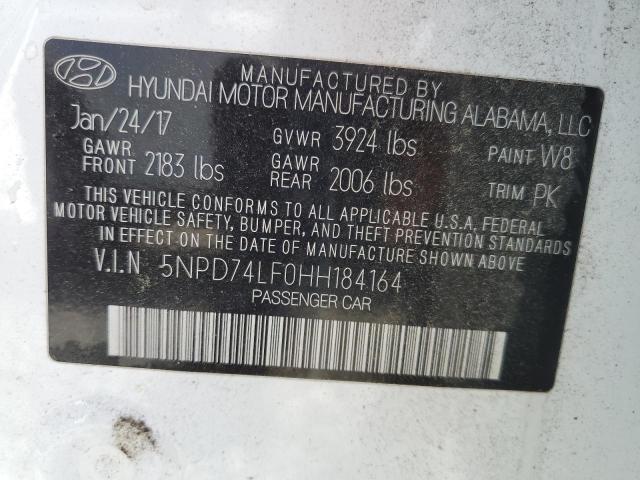 MANUFACTURED BY
HYUNDAI MOTOR MANUFACTURING ALABAMA, LLC
Jan/24/17 GVWR 3924 lbs PAINT W8
GAWR FRONT 2183 lbs GAWR REAR 2006 lbs TRIM PK
THIS VEHICLE CONFORMS TO ALL APPLICABLE U.S.A. FEDERAL
MOTOR VEHICLE SAFETY, BUMPER, AND THEFT PREVENTION STANDARDS
IN EFFECT ON THE DATE OF MANUFACTURE SHOWN ABOVE.
V.I.N 5NPD74LF0HH184164
PASSENGER CAR